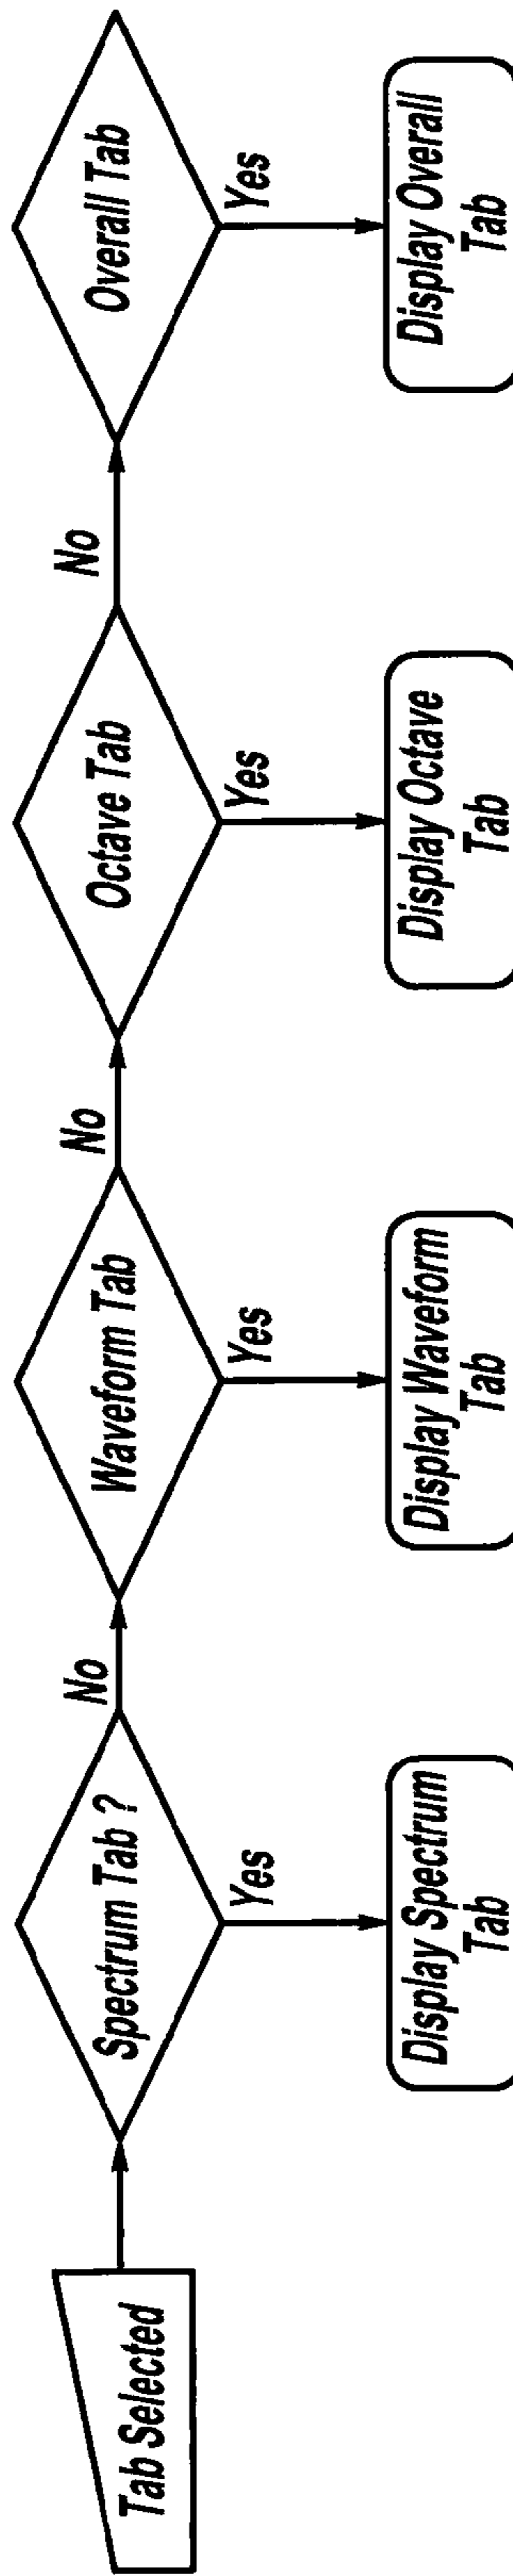 Tab Selected
Spectrum Tab ?
Yes
Display Spectrum
Tab
No
Waveform Tab
Yes
Display Waveform
Tab
No
Octave Tab
Yes
Display Octave
Tab
No
Overall Tab
Yes
Display Overall
Tab